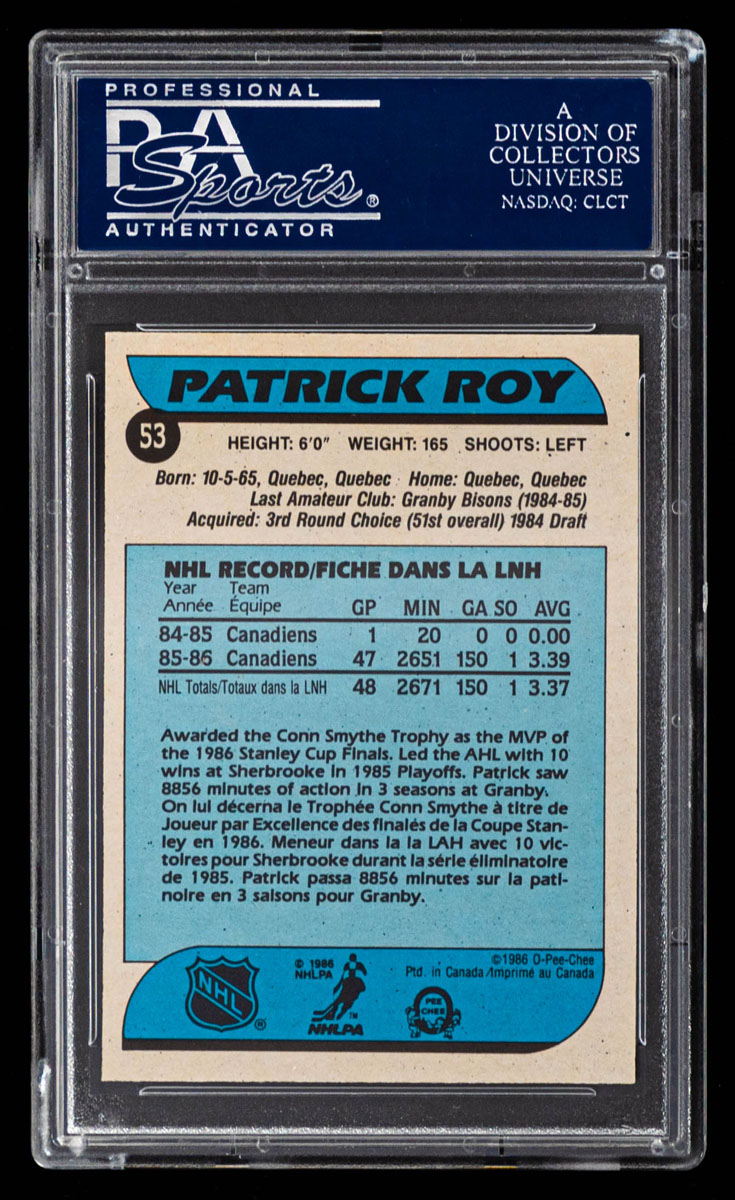 PROFESSIONAL
PSA
Sports®
AUTHENTICATOR
A
DIVISION OF
COLLECTORS
UNIVERSE
NASDAQ: CLCT
PATRICK ROY
53
HEIGHT: 6'0" WEIGHT: 165 SHOOTS: LEFT
Born: 10-5-65, Quebec, Quebec Home: Quebec, Quebec
Last Amateur Club: Granby Bisons (1984-85)
Acquired: 3rd Round Choice (51st overall) 1984 Draft
NHL RECORD/FICHE DANS LA LNH
Year Team
Année Équipe GP MIN GA SO AVG
84-85 Canadiens 1 20 0 0 0.00
85-86 Canadiens 47 2651 150 1 3.39
NHL Totals/Totaux dans la LNH 48 2671 150 1 3.37
Awarded the Conn Smythe Trophy as the MVP of
the 1986 Stanley Cup Finals. Led the AHL with 10
wins at Sherbrooke in 1985 Playoffs. Patrick saw
8856 minutes of action in 3 seasons at Granby.
On lui décerna le Trophée Conn Smythe à titre de
Joueur par Excellence des finales de la Coupe Stan-
ley en 1986. Meneur dans la la LAH avec 10 vic-
toires pour Sherbrooke durant la série éliminatoire
de 1985. Patrick passa 8856 minutes sur la pati-
noire en 3 saisons pour Granby.
NHL
®
© 1986
NHLPA
TM
NHLPA
©1986 O-Pee-Chee
Ptd. in Canada/Imprimé au Canada
PEE
CHEE